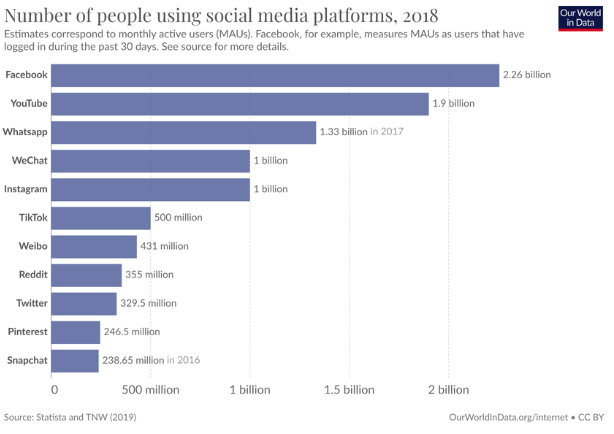 Number of people using social media platforms, 2018
Our World
in Data
Estimates correspond to monthly active users (MAUs). Facebook, for example, measures MAUs as users that have
logged in during the past 30 days. See source for more details.
Facebook 2.26 billion
YouTube 1.9 billion
Whatsapp 1.33 billion in 2017
WeChat 1 billion
Instagram 1 billion
TikTok 500 million
Weibo 431 million
Reddit 355 million
Twitter 329.5 million
Pinterest 246.5 million
Snapchat 238.65 million in 2016
0 500 million 1 billion 1.5 billion 2 billion
Source: Statista and TNW (2019) OurWorldInData.org/internet • CC BY